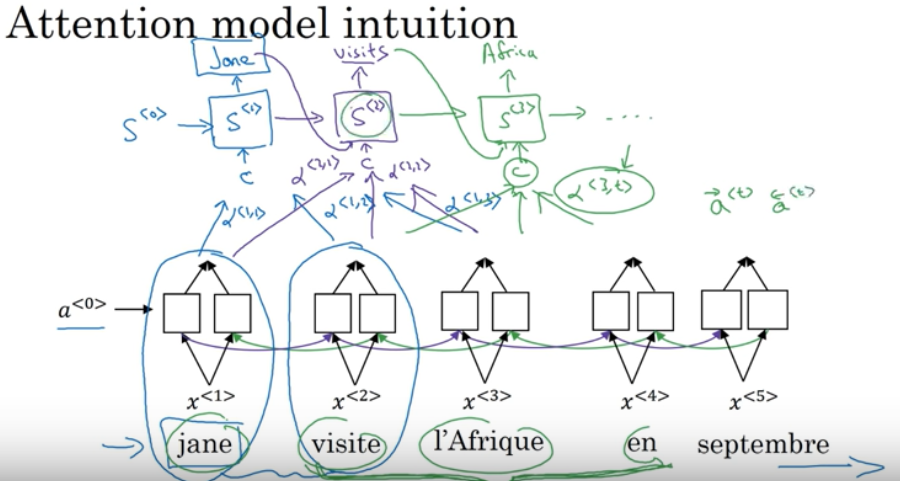 Attention model intuition
Jane visits Africa
S<0> S<1> S<2> S<3> ....
c α<2,1> c α<2,2> c α<3,t>
α<1,1> α<1,2> α<1,3> →a<t> ←a<t>
a<0>
x<1> x<2> x<3> x<4> x<5>
jane visite l'Afrique en septembre